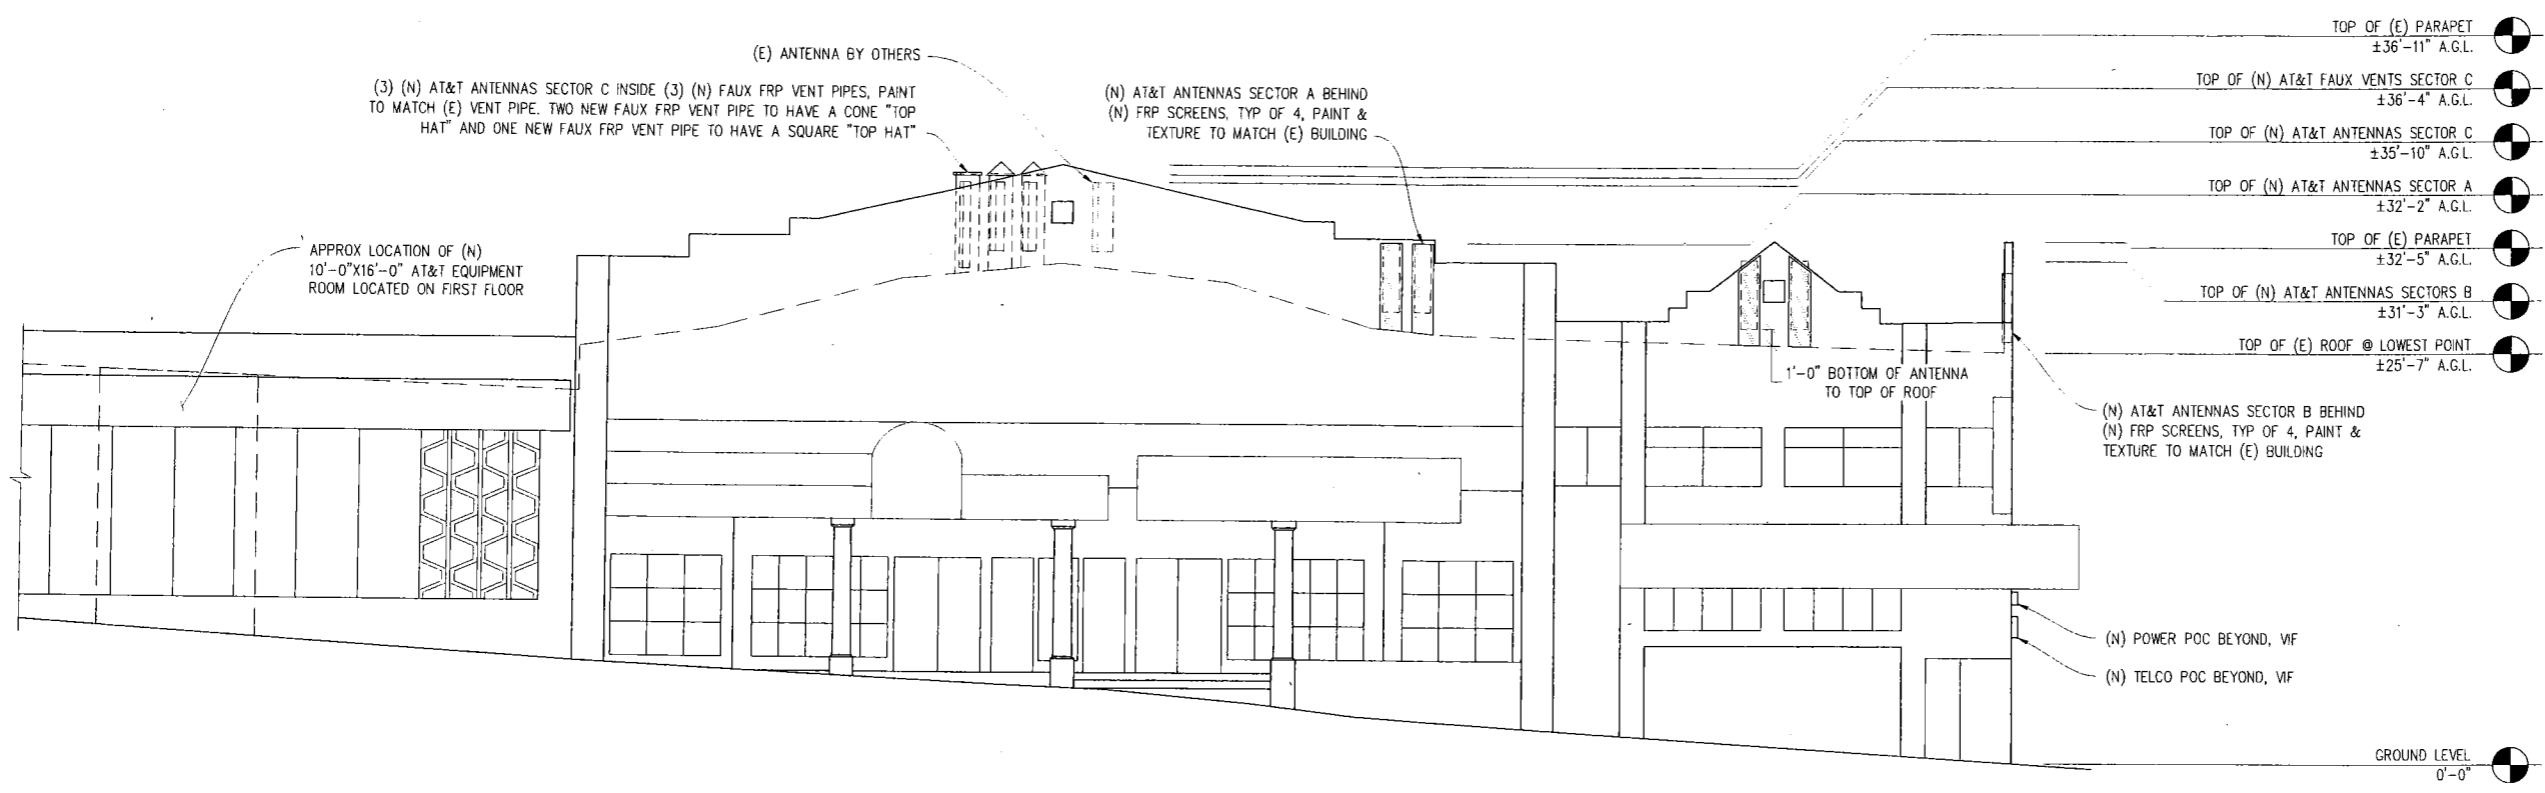 (E) ANTENNA BY OTHERS
(3) (N) AT&T ANTENNAS SECTOR C INSIDE (3) (N) FAUX FRP VENT PIPES, PAINT
TO MATCH (E) VENT PIPE. TWO NEW FAUX FRP VENT PIPE TO HAVE A CONE "TOP
HAT" AND ONE NEW FAUX FRP VENT PIPE TO HAVE A SQUARE "TOP HAT"
(N) AT&T ANTENNAS SECTOR A BEHIND
(N) FRP SCREENS, TYP OF 4, PAINT &
TEXTURE TO MATCH (E) BUILDING
APPROX LOCATION OF (N)
10'-0"X16'-0" AT&T EQUIPMENT
ROOM LOCATED ON FIRST FLOOR
TOP OF (E) PARAPET
±36'-11" A.G.L.
TOP OF (N) AT&T FAUX VENTS SECTOR C
±36'-4" A.G.L.
TOP OF (N) AT&T ANTENNAS SECTOR C
±35'-10" A.G.L.
TOP OF (N) AT&T ANTENNAS SECTOR A
±32'-2" A.G.L.
TOP OF (E) PARAPET
±32'-5" A.G.L.
TOP OF (N) AT&T ANTENNAS SECTORS B
±31'-3" A.G.L.
TOP OF (E) ROOF @ LOWEST POINT
±25'-7" A.G.L.
1'-0" BOTTOM OF ANTENNA
TO TOP OF ROOF
(N) AT&T ANTENNAS SECTOR B BEHIND
(N) FRP SCREENS, TYP OF 4, PAINT &
TEXTURE TO MATCH (E) BUILDING
(N) POWER POC BEYOND, VIF
(N) TELCO POC BEYOND, VIF
GROUND LEVEL
0'-0"